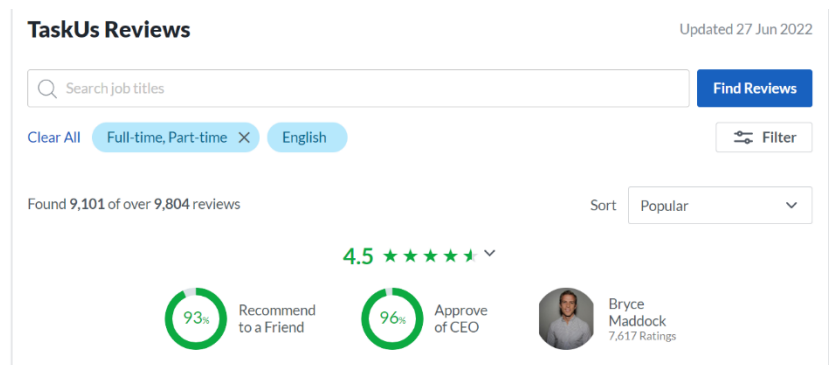 TaskUs Reviews
Updated 27 Jun 2022
Search job titles
Find Reviews
Clear All
Full-time, Part-time
English
Filter
Found 9,101 of over 9,804 reviews
Sort
Popular
4.5
93%
Recommend
to a Friend
96%
Approve
of CEO
Bryce
Maddock
7,617 Ratings